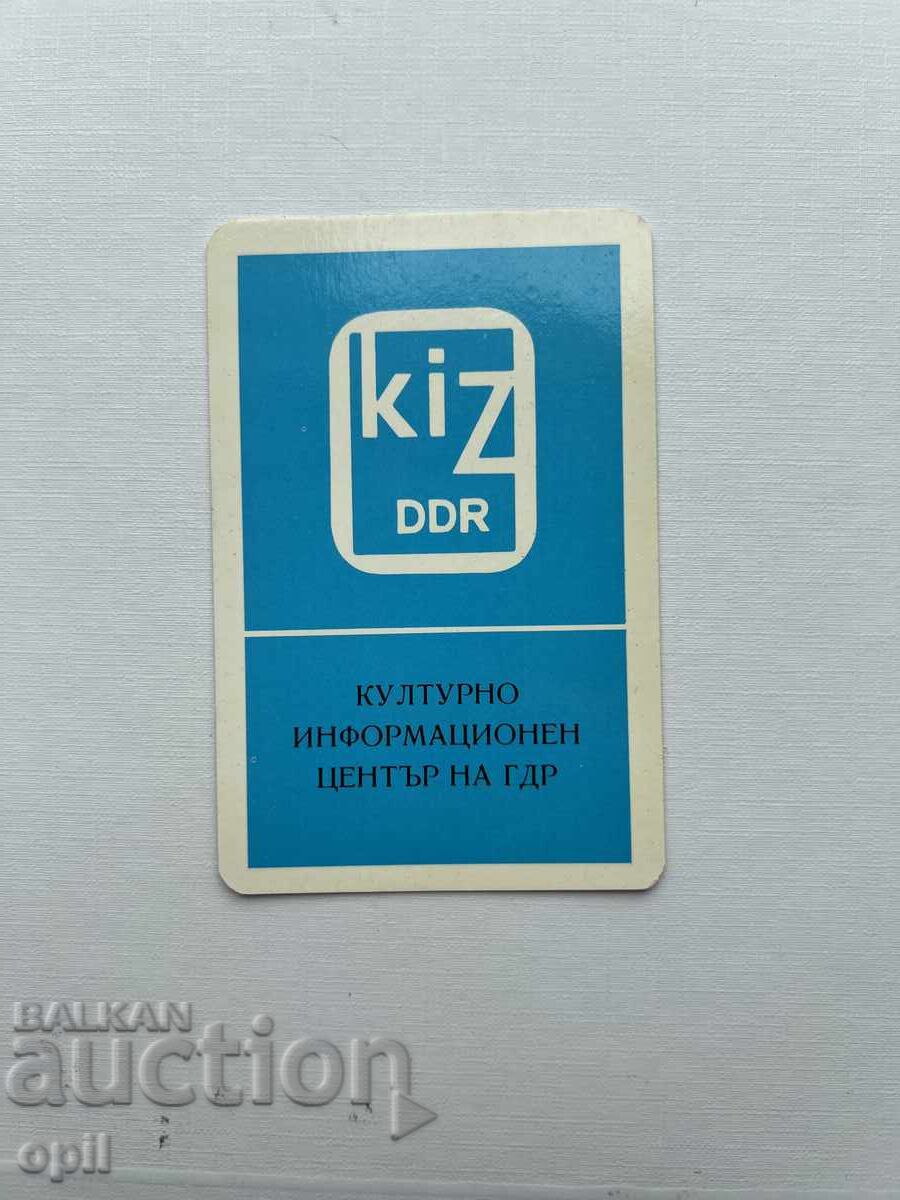 kiz
DDR
КУЛТУРНО
ИНФОРМАЦИОНЕН
ЦЕНТЪР НА ГДР
BALKAN
auction
opil